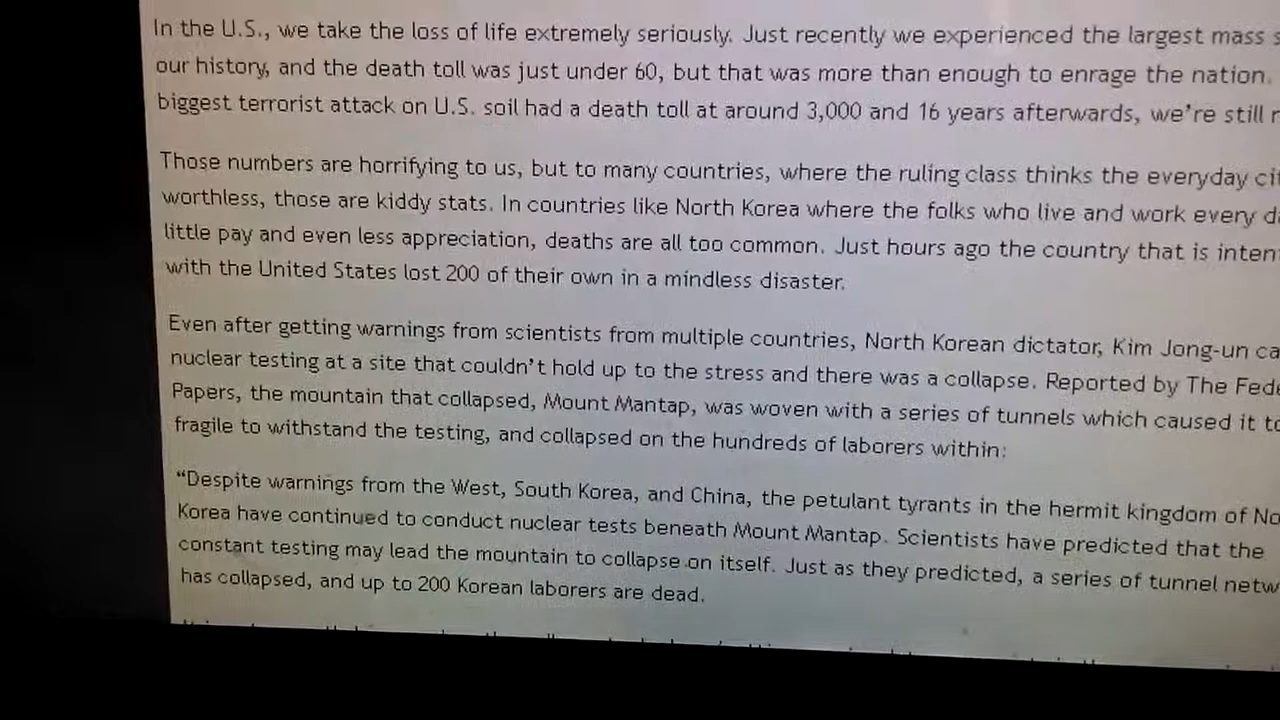 In the U.S., we take the loss of life extremely seriously. Just recently we experienced the largest mass
our history, and the death toll was just under 60, but that was more than enough to enrage the nation.
biggest terrorist attack on U.S. soil had a death toll at around 3,000 and 16 years afterwards, we're still
Those numbers are horrifying to us, but to many countries, where the ruling class thinks the everyday
worthless, those are kiddy stats. In countries like North Korea where the folks who live and work every
little pay and even less appreciation, deaths are all too common. Just hours ago the country that is
with the United States lost 200 of their own in a mindless disaster.
Even after getting warnings from scientists from multiple countries, North Korean dictator, Kim Jong-un
nuclear testing at a site that couldn't hold up to the stress and there was a collapse. Reported by The
Papers, the mountain that collapsed, Mount Mantap, was woven with a series of tunnels which caused it
fragile to withstand the testing, and collapsed on the hundreds of laborers within:
“Despite warnings from the West, South Korea, and China, the petulant tyrants in the hermit kingdom of
Korea have continued to conduct nuclear tests beneath Mount Mantap. Scientists have predicted that the
constant testing may lead the mountain to collapse on itself. Just as they predicted, a series of tunnel
has collapsed, and up to 200 Korean laborers are dead.